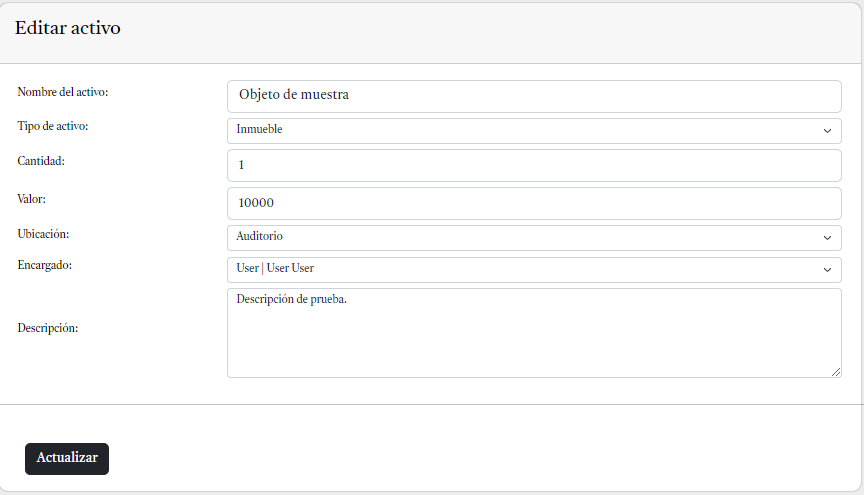 Editar activo
Nombre del activo: Objeto de muestra
Tipo de activo: Inmueble
Cantidad: 1
Valor: 10000
Ubicación: Auditorio
Encargado: User | User User
Descripción: Descripción de prueba.
Actualizar